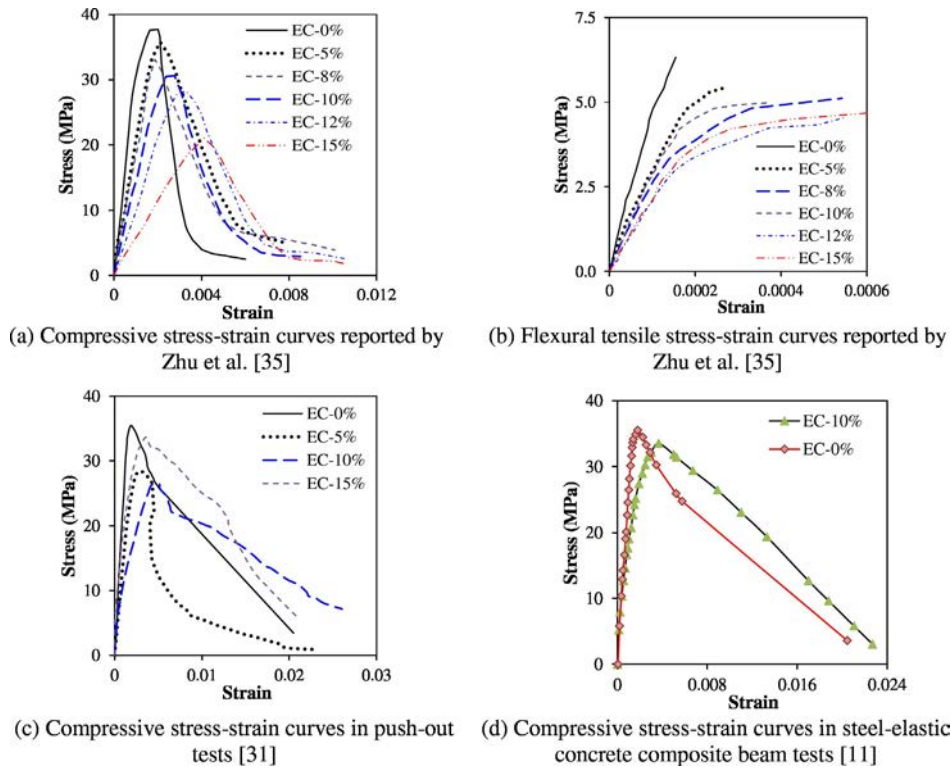 Stress (MPa)
40
30
20
10
0
0
0.004
0.008
0.012
Strain
EC-0%
EC-5%
EC-8%
EC-10%
EC-12%
EC-15%
(a) Compressive stress-strain curves reported by
Zhu et al. [35]
Stress (MPa)
7.5
5.0
2.5
0.0
0
0.0002
0.0004
0.0006
Strain
EC-0%
EC-5%
EC-8%
EC-10%
EC-12%
EC-15%
(b) Flexural tensile stress-strain curves reported by
Zhu et al. [35]
Stress (MPa)
40
30
20
10
0
0
0.01
0.02
0.03
Strain
EC-0%
EC-5%
EC-10%
EC-15%
(c) Compressive stress-strain curves in push-out
tests [31]
Stress (MPa)
40
30
20
10
0
0
0.008
0.016
0.024
Strain
EC-10%
EC-0%
(d) Compressive stress-strain curves in steel-elastic
concrete composite beam tests [11]